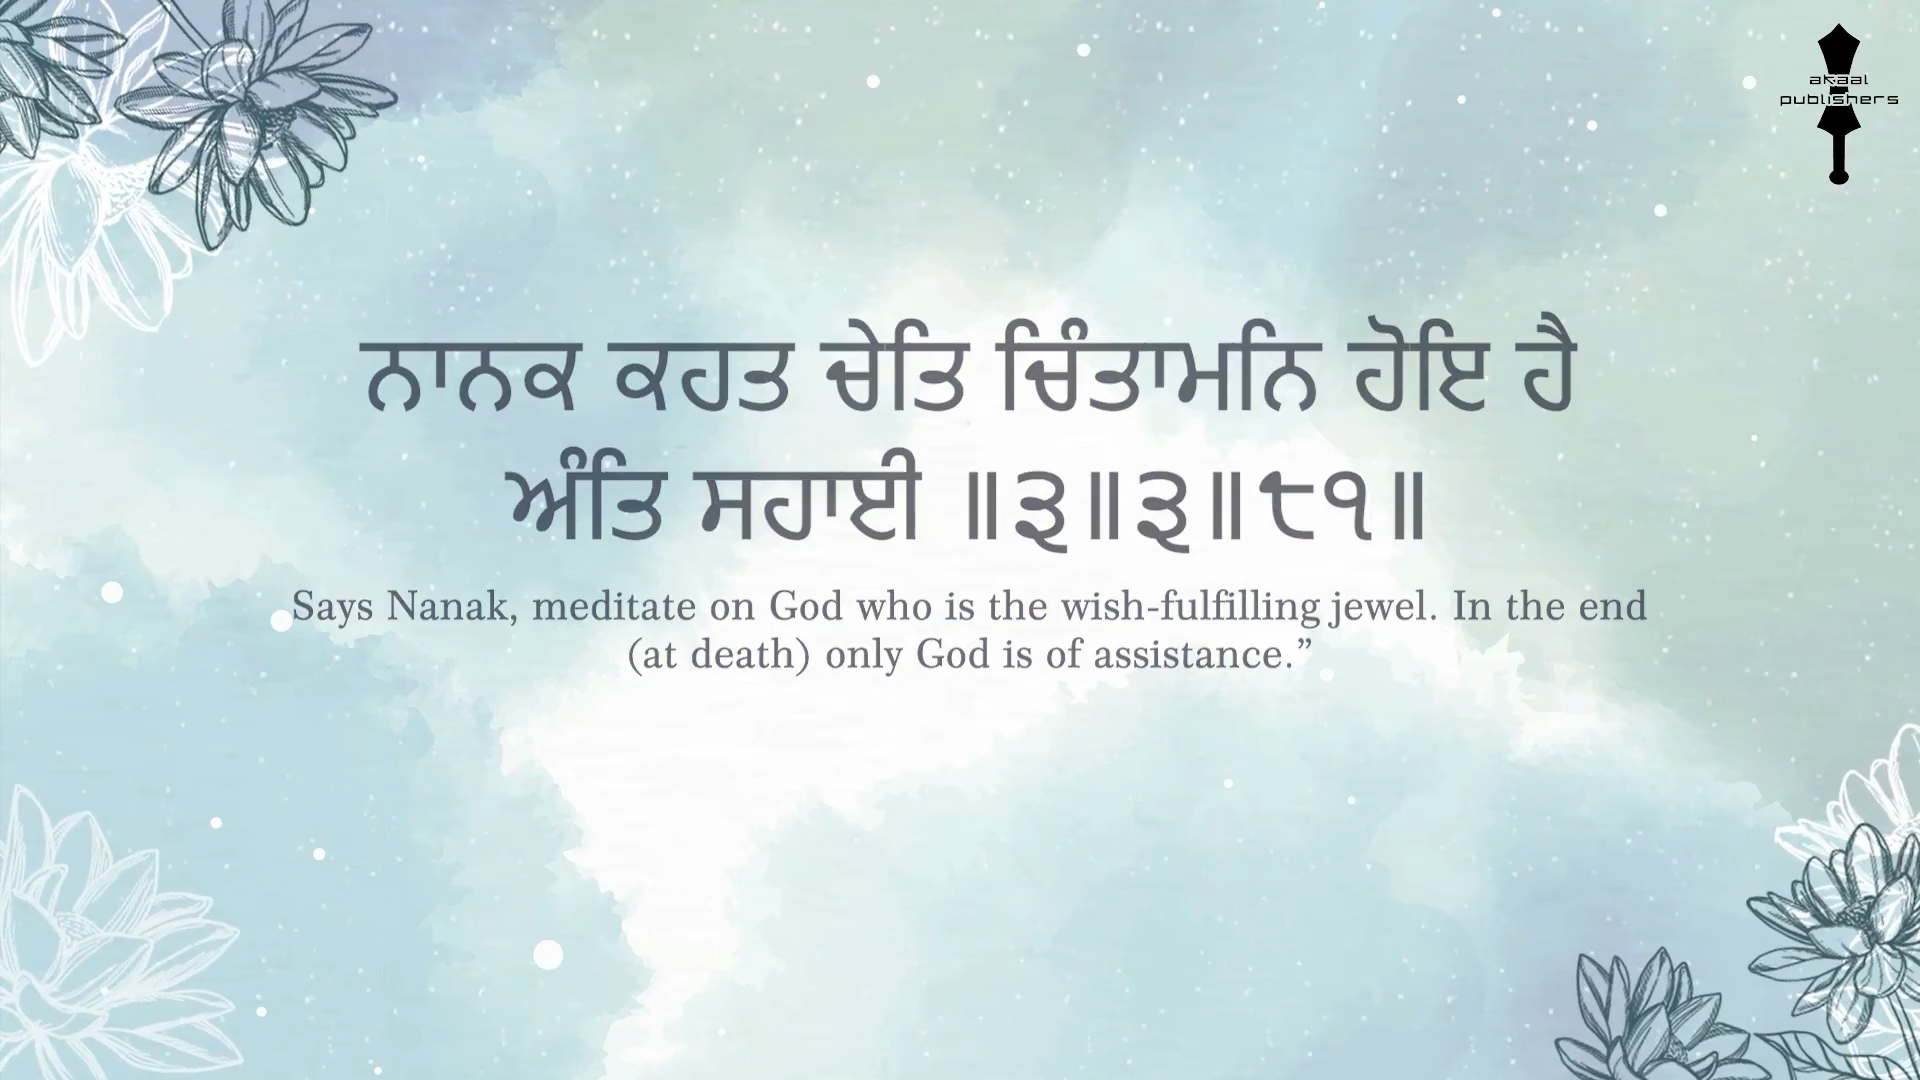 akaal
publishers
ਨਾਨਕ ਕਹਤ ਚੇਤਿ ਚਿੰਤਾਮਨਿ ਹੋਇ ਹੈ
ਅੰਤਿ ਸਹਾਈ ॥੩॥੩॥੮੧॥
Says Nanak, meditate on God who is the wish-fulfilling jewel. In the end
(at death) only God is of assistance.”